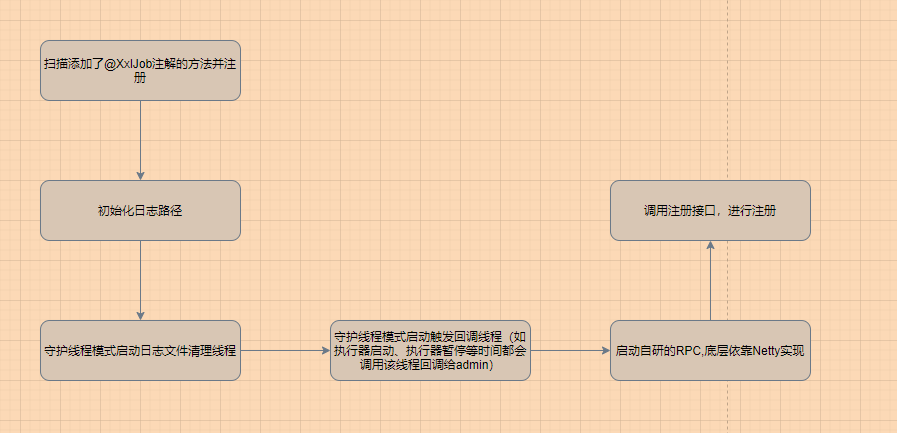 扫描添加了@XxlJob注解的方法并注
册
初始化日志路径
调用注册接口，进行注册
守护线程模式启动日志文件清理线程
守护线程模式启动触发回调线程（如
执行器启动、执行器暂停等时间都会
调用该线程回调给admin）
启动自研的RPC,底层依靠Netty实现